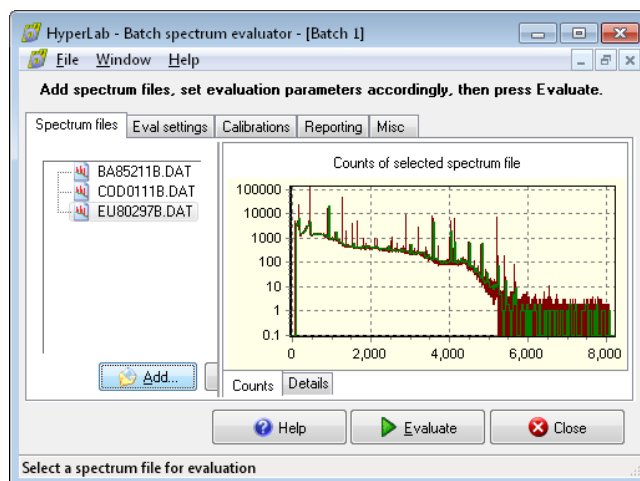 HyperLab - Batch spectrum evaluator - [Batch 1]
File Window Help
Add spectrum files, set evaluation parameters accordingly, then press Evaluate.
Spectrum files Eval settings Calibrations Reporting Misc
BA85211B.DAT
COD0111B.DAT
EU80297B.DAT
Add...
Counts of selected spectrum file
100000
10000
1000
100
10
1
0.1
0 2,000 4,000 6,000 8,000
Counts Details
Help Evaluate Close
Select a spectrum file for evaluation